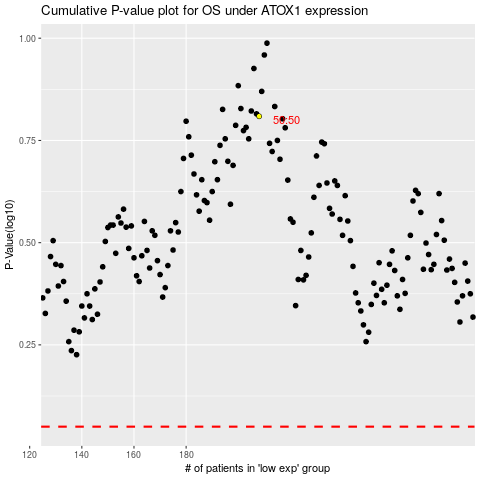 Cumulative P-value plot for OS under ATOX1 expression
1.00
0.75
0.50
0.25
P-Value(log10)
50:50
120 140 160 180
# of patients in 'low exp' group